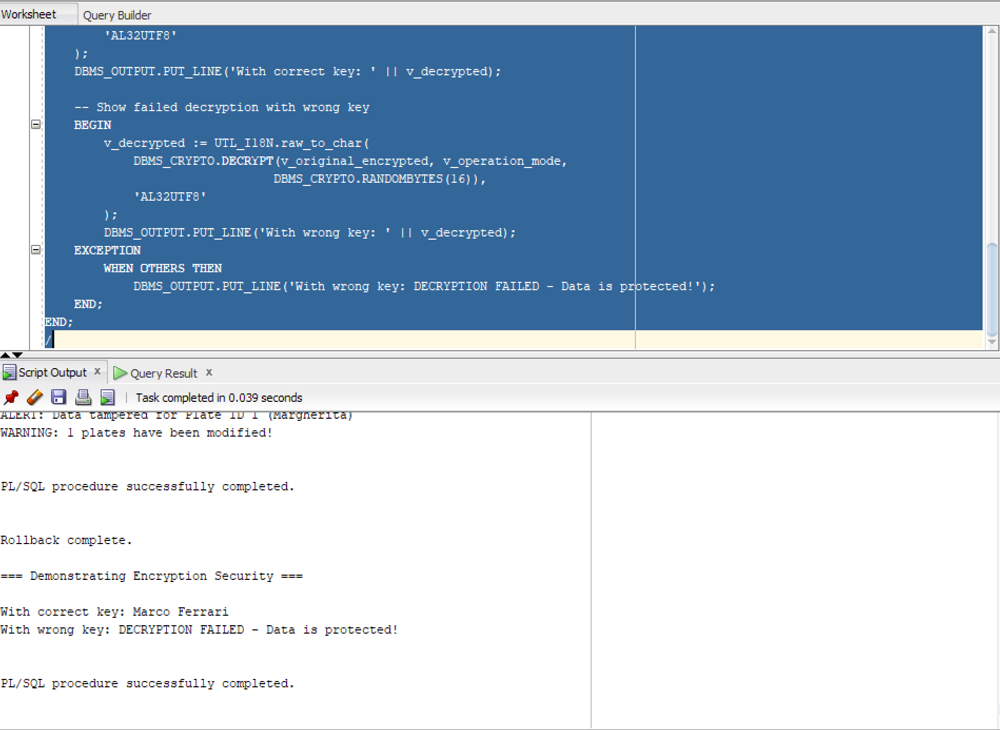 Worksheet
Query Builder
'AL32UTF8'
);
DBMS_OUTPUT.PUT_LINE('With correct key: ' || v_decrypted);
-- Show failed decryption with wrong key
BEGIN
v_decrypted := UTL_I18N.raw_to_char(
DBMS_CRYPTO.DECRYPT(v_original_encrypted, v_operation_mode,
DBMS_CRYPTO.RANDOMBYTES(16)),
'AL32UTF8'
);
DBMS_OUTPUT.PUT_LINE('With wrong key: ' || v_decrypted);
EXCEPTION
WHEN OTHERS THEN
DBMS_OUTPUT.PUT_LINE('With wrong key: DECRYPTION FAILED - Data is protected!');
END;
END;
/
Script Output x
Query Result x
Task completed in 0.039 seconds
ALERT: Data tampered for Plate ID 1 (Margherita)
WARNING: 1 plates have been modified!
PL/SQL procedure successfully completed.
Rollback complete.
=== Demonstrating Encryption Security ===
With correct key: Marco Ferrari
With wrong key: DECRYPTION FAILED - Data is protected!
PL/SQL procedure successfully completed.